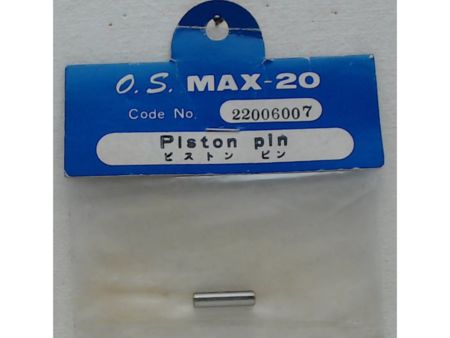 O.S. MAX-20
Code No. 22006007
Piston pin
ピストン ピン